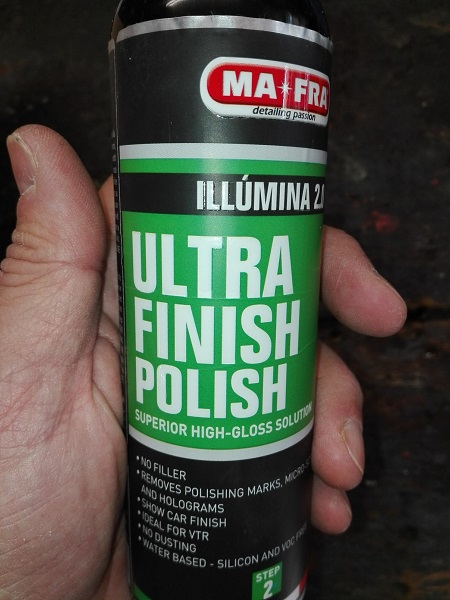 MA FRA
detailing passion
ILLÚMINA 2.
ULTRA
FINISH
POLISH
SUPERIOR HIGH-GLOSS SOLUTION
• NO FILLER
• REMOVES POLISHING MARKS, MICRO-
AND HOLOGRAMS
• SHOW CAR FINISH
• IDEAL FOR VTR
• NO DUSTING
• WATER BASED - SILICON AND VOC
STEP
2